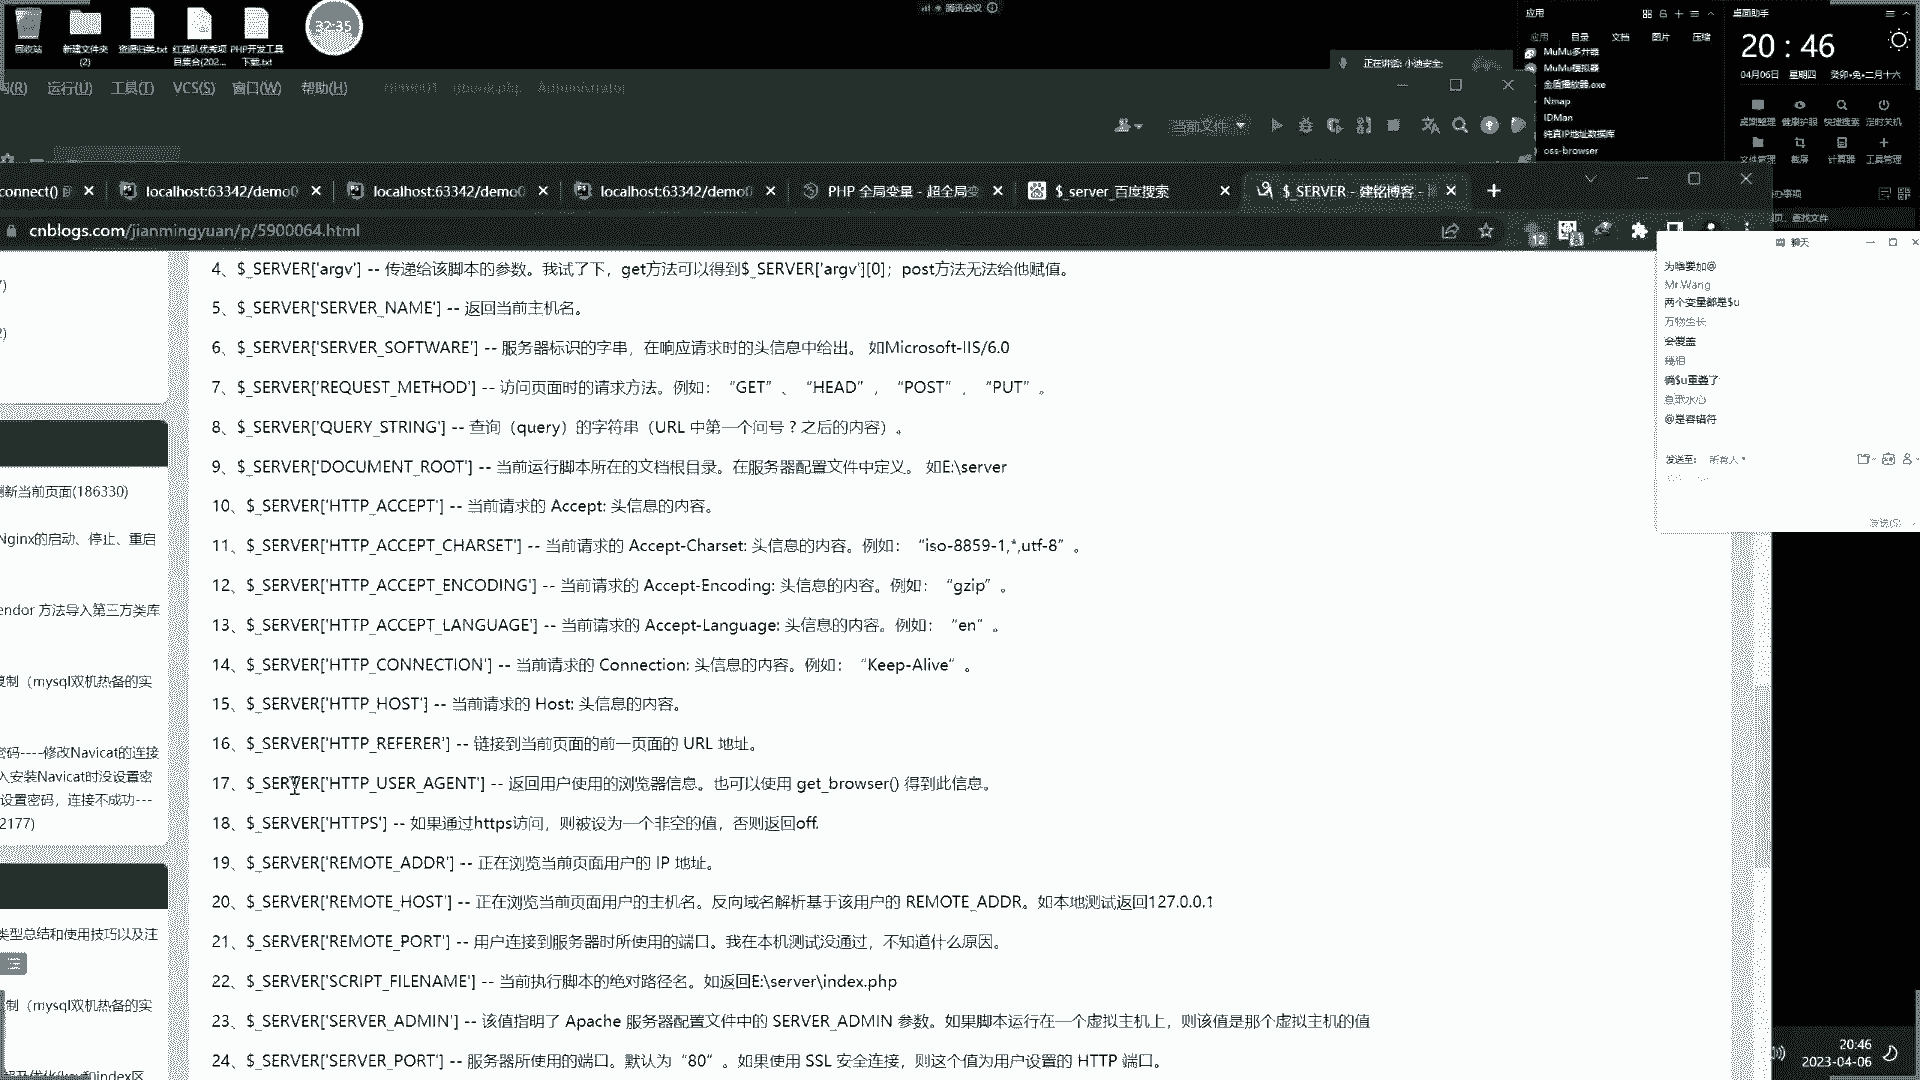 32:35
腾讯会议
回收站
新建文件夹
(2)
资源归类.txt
红蓝队优秀项
目集合(202...
PHP开发工具
下载.txt
应用
桌面助手
应用 目录 文档 图片 压缩
MuMu多开器
MuMu模拟器
金盾播放器.exe
Nmap
IDMan
纯真IP地址数据库
oss-browser
20 : 46
04月06日 星期四 癸卯•兔•二月十六
桌面整理 健康护眼 快捷搜索 定时关机
文件管理 截屏 计算器 工具管理
正在讲话: 小迪安全;
运行(U) 工具(T) VCS(S) 窗口(W) 帮助(H)
当前文件
connect()
localhost:63342/demo0
localhost:63342/demo0
localhost:63342/demo0
PHP 全局变量 - 超全局变
$_server_百度搜索
$_SERVER - 建铭博客 -
cnblogs.com/jianmingyuan/p/5900064.html
12
聊天
为啥要加@
Mr.Wang
两个变量都是$u
万物生长
会覆盖
俩$u重叠了
@是容错符
发送至: 所有人
发送(S)
4、$_SERVER['argv'] -- 传递给该脚本的参数。我试了下，get方法可以得到$_SERVER['argv'][0]；post方法无法给他赋值。
5、$_SERVER['SERVER_NAME'] -- 返回当前主机名。
6、$_SERVER['SERVER_SOFTWARE'] -- 服务器标识的字串，在响应请求时的头信息中给出。 如Microsoft-IIS/6.0
7、$_SERVER['REQUEST_METHOD'] -- 访问页面时的请求方法。例如：“GET”、“HEAD”，“POST”，“PUT”。
8、$_SERVER['QUERY_STRING'] -- 查询（query）的字符串（URL 中第一个问号 ? 之后的内容）。
9、$_SERVER['DOCUMENT_ROOT'] -- 当前运行脚本所在的文档根目录。在服务器配置文件中定义。 如E:\server
10、$_SERVER['HTTP_ACCEPT'] -- 当前请求的 Accept: 头信息的内容。
11、$_SERVER['HTTP_ACCEPT_CHARSET'] -- 当前请求的 Accept-Charset: 头信息的内容。例如：“iso-8859-1,*,utf-8”。
12、$_SERVER['HTTP_ACCEPT_ENCODING'] -- 当前请求的 Accept-Encoding: 头信息的内容。例如：“gzip”。
13、$_SERVER['HTTP_ACCEPT_LANGUAGE'] -- 当前请求的 Accept-Language: 头信息的内容。例如：“en”。
14、$_SERVER['HTTP_CONNECTION'] -- 当前请求的 Connection: 头信息的内容。例如：“Keep-Alive”。
15、$_SERVER['HTTP_HOST'] -- 当前请求的 Host: 头信息的内容。
16、$_SERVER['HTTP_REFERER'] -- 链接到当前页面的前一页面的 URL 地址。
17、$_SERVER['HTTP_USER_AGENT'] -- 返回用户使用的浏览器信息。也可以使用 get_browser() 得到此信息。
18、$_SERVER['HTTPS'] -- 如果通过https访问，则被设为一个非空的值，否则返回off.
19、$_SERVER['REMOTE_ADDR'] -- 正在浏览当前页面用户的 IP 地址。
20、$_SERVER['REMOTE_HOST'] -- 正在浏览当前页面用户的主机名。反向域名解析基于该用户的 REMOTE_ADDR。如本地测试返回127.0.0.1
21、$_SERVER['REMOTE_PORT'] -- 用户连接到服务器时所使用的端口。我在本机测试没通过，不知道什么原因。
22、$_SERVER['SCRIPT_FILENAME'] -- 当前执行脚本的绝对路径名。如返回E:\server\index.php
23、$_SERVER['SERVER_ADMIN'] -- 该值指明了 Apache 服务器配置文件中的 SERVER_ADMIN 参数。如果脚本运行在一个虚拟主机上，则该值是那个虚拟主机的值
24、$_SERVER['SERVER_PORT'] -- 服务器所使用的端口。默认为“80”。如果使用 SSL 安全连接，则这个值为用户设置的 HTTP 端口。
刷新当前页面(186330)
Nginx的启动、停止、重启
endor 方法导入第三方类库
复制（mysql双机热备的实
密码----修改Navicat的连接
入安装Navicat时没设置密
设置密码，连接不成功---
2177)
类型总结和使用技巧以及注
制（mysql双机热备的实
20:46
2023-04-06